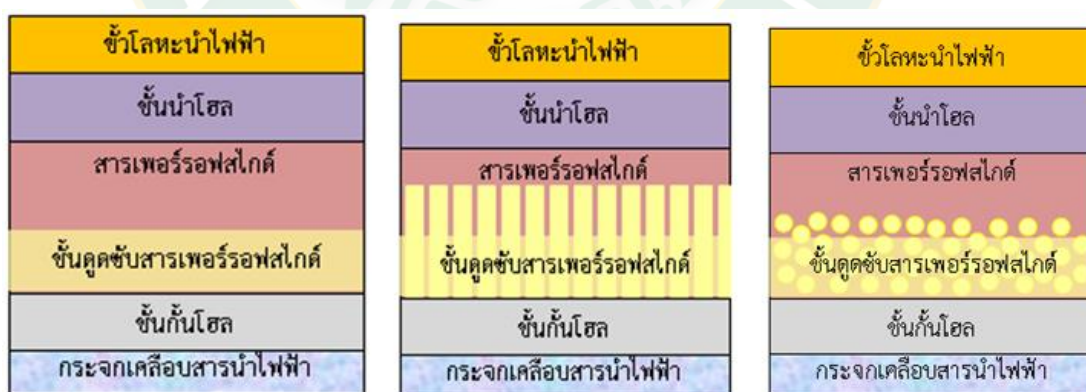 ขั้วโลหะนำไฟฟ้า
ชั้นนำโฮล
สารเพอร์รอฟสไกต์
ชั้นดูดซับสารเพอร์รอฟสไกต์
ชั้นกั้นโฮล
กระจกเคลือบสารนำไฟฟ้า
ขั้วโลหะนำไฟฟ้า
ชั้นนำโฮล
สารเพอร์รอฟสไกต์
ชั้นดูดซับสารเพอร์รอฟสไกต์
ชั้นกั้นโฮล
กระจกเคลือบสารนำไฟฟ้า
ขั้วโลหะนำไฟฟ้า
ชั้นนำโฮล
สารเพอร์รอฟสไกต์
ชั้นดูดซับสารเพอร์รอฟสไกต์
ชั้นกั้นโฮล
กระจกเคลือบสารนำไฟฟ้า